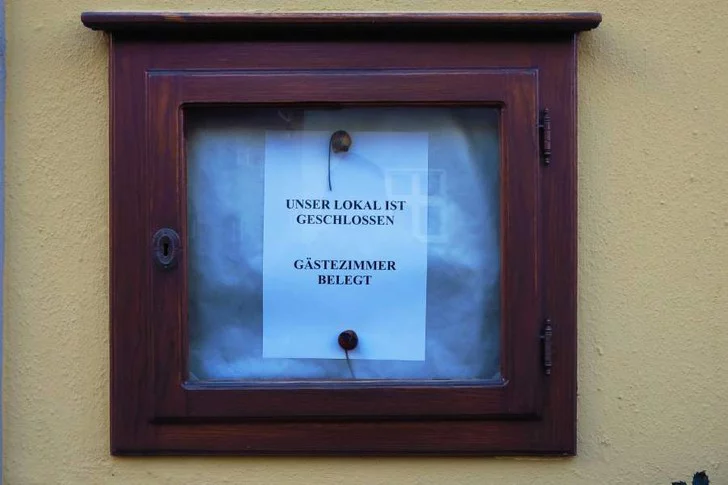 UNSER LOKAL IST
GESCHLOSSEN
GÄSTEZIMMER
BELEGT